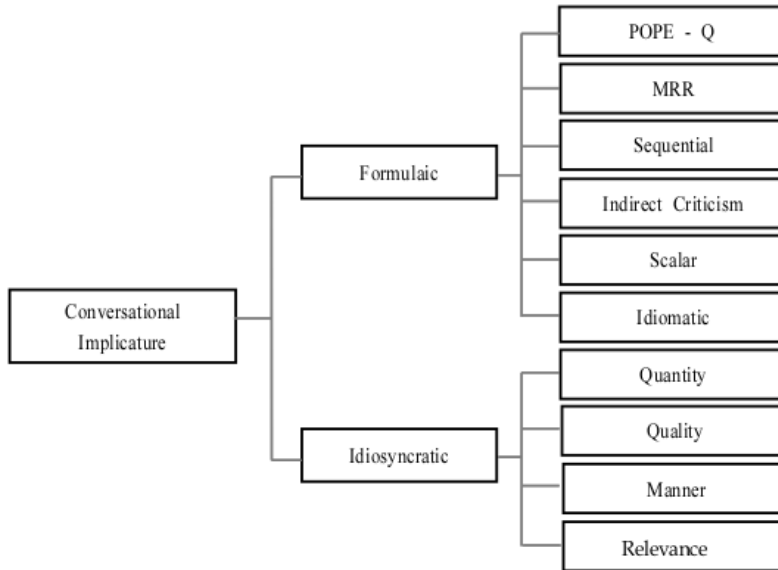 POPE - Q
MRR
Sequential
Formulaic
Indirect Criticism
Scalar
Conversational
Implicature
Idiomatic
Quantity
Quality
Idiosyncratic
Manner
Relevance